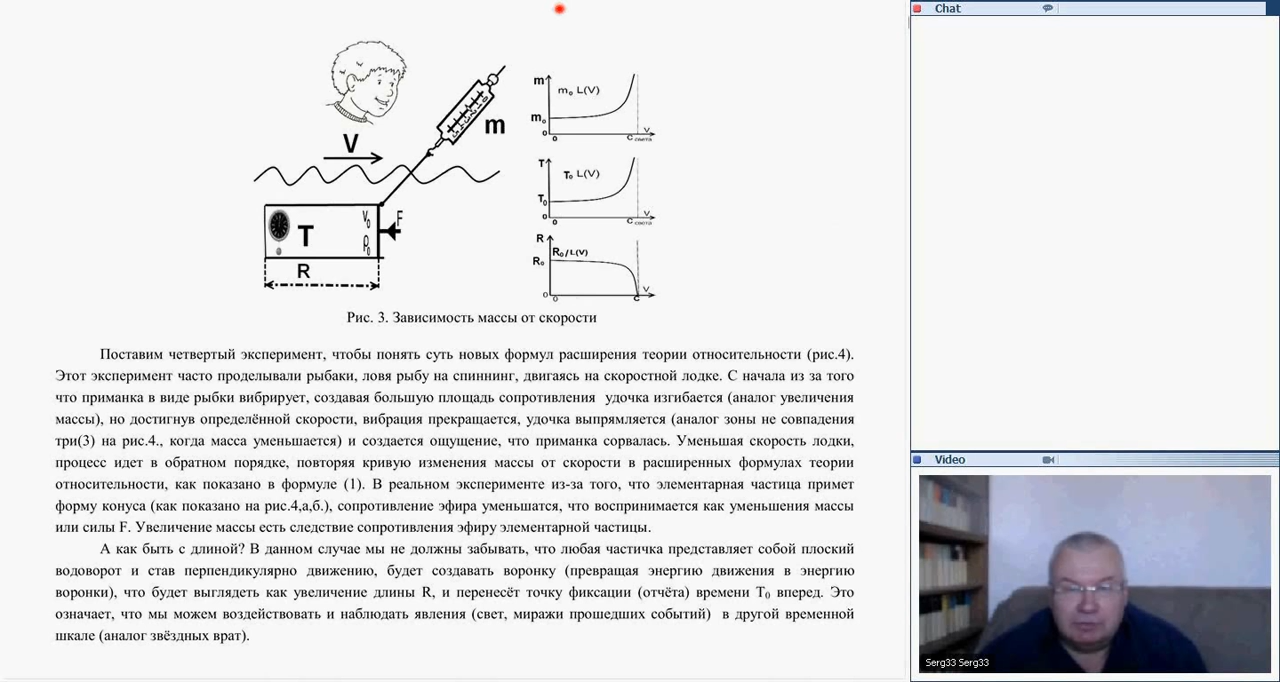 Chat
m
m₀ L(V)
m₀
0
0
C света
V
V
m
T
T₀ L(V)
T₀
0
0
C света
V
T
V₀
ρ₀
F
R
R
R₀/L(V)
R₀
0
0
C
V
Рис. 3. Зависимость массы от скорости
Поставим четвертый эксперимент, чтобы понять суть новых формул расширения теории относительности (рис.4).
Этот эксперимент часто проделывали рыбаки, ловя рыбу на спиннинг, двигаясь на скоростной лодке. С начала из за того
что приманка в виде рыбки вибрирует, создавая большую площадь сопротивления удочка изгибается (аналог увеличения
массы), но достигнув определённой скорости, вибрация прекращается, удочка выпрямляется (аналог зоны не совпадения
три(3) на рис.4., когда масса уменьшается) и создается ощущение, что приманка сорвалась. Уменьшая скорость лодки,
процесс идет в обратном порядке, повторяя кривую изменения массы от скорости в расширенных формулах теории
относительности, как показано в формуле (1). В реальном эксперименте из-за того, что элементарная частица примет
форму конуса (как показано на рис.4,а,б.), сопротивление эфира уменьшатся, что воспринимается как уменьшения массы
или силы F. Увеличение массы есть следствие сопротивления эфиру элементарной частицы.
А как быть с длиной? В данном случае мы не должны забывать, что любая частичка представляет собой плоский
водоворот и став перпендикулярно движению, будет создавать воронку (превращая энергию движения в энергию
воронки), что будет выглядеть как увеличение длины R, и перенесёт точку фиксации (отчёта) времени T₀ вперед. Это
означает, что мы можем воздействовать и наблюдать явления (свет, миражи прошедших событий) в другой временной
шкале (аналог звёздных врат).
Video
Serg33 Serg33